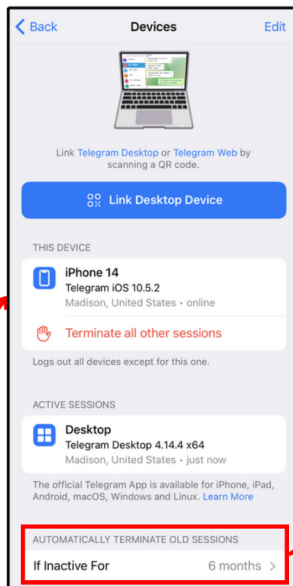 Back Devices Edit
Link Telegram Desktop or Telegram Web by
scanning a QR code.
Link Desktop Device
THIS DEVICE
iPhone 14
Telegram iOS 10.5.2
Madison, United States • online
Terminate all other sessions
Logs out all devices except for this one.
ACTIVE SESSIONS
Desktop
Telegram Desktop 4.14.4 x64
Madison, United States • just now
The official Telegram App is available for iPhone, iPad,
Android, macOS, Windows and Linux. Learn More
AUTOMATICALLY TERMINATE OLD SESSIONS
If Inactive For 6 months >